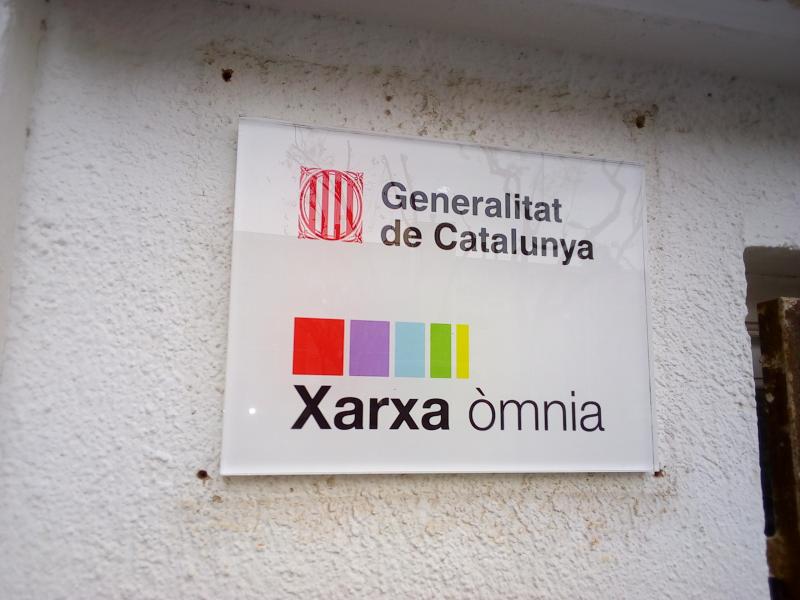 Generalitat
de Catalunya
Xarxa òmnia